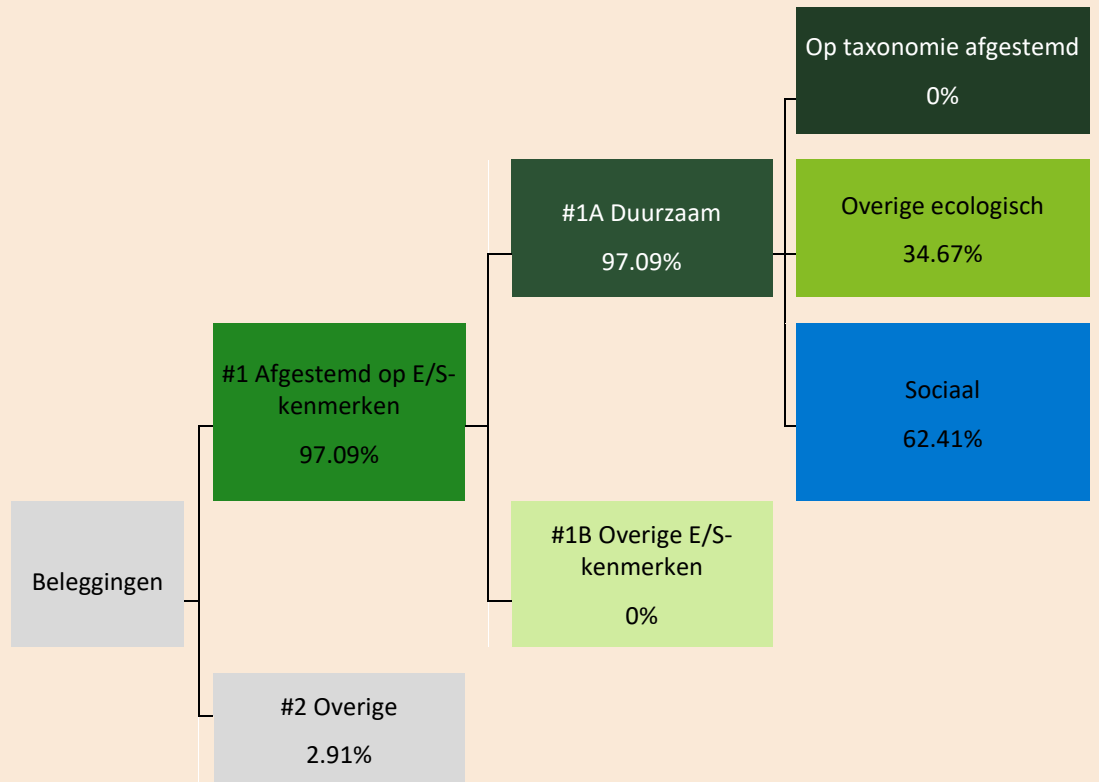 Op taxonomie afgestemd
0%
#1A Duurzaam
97.09%
Overige ecologisch
34.67%
#1 Afgestemd op E/S-
kenmerken
97.09%
Sociaal
62.41%
Beleggingen
#1B Overige E/S-
kenmerken
0%
#2 Overige
2.91%